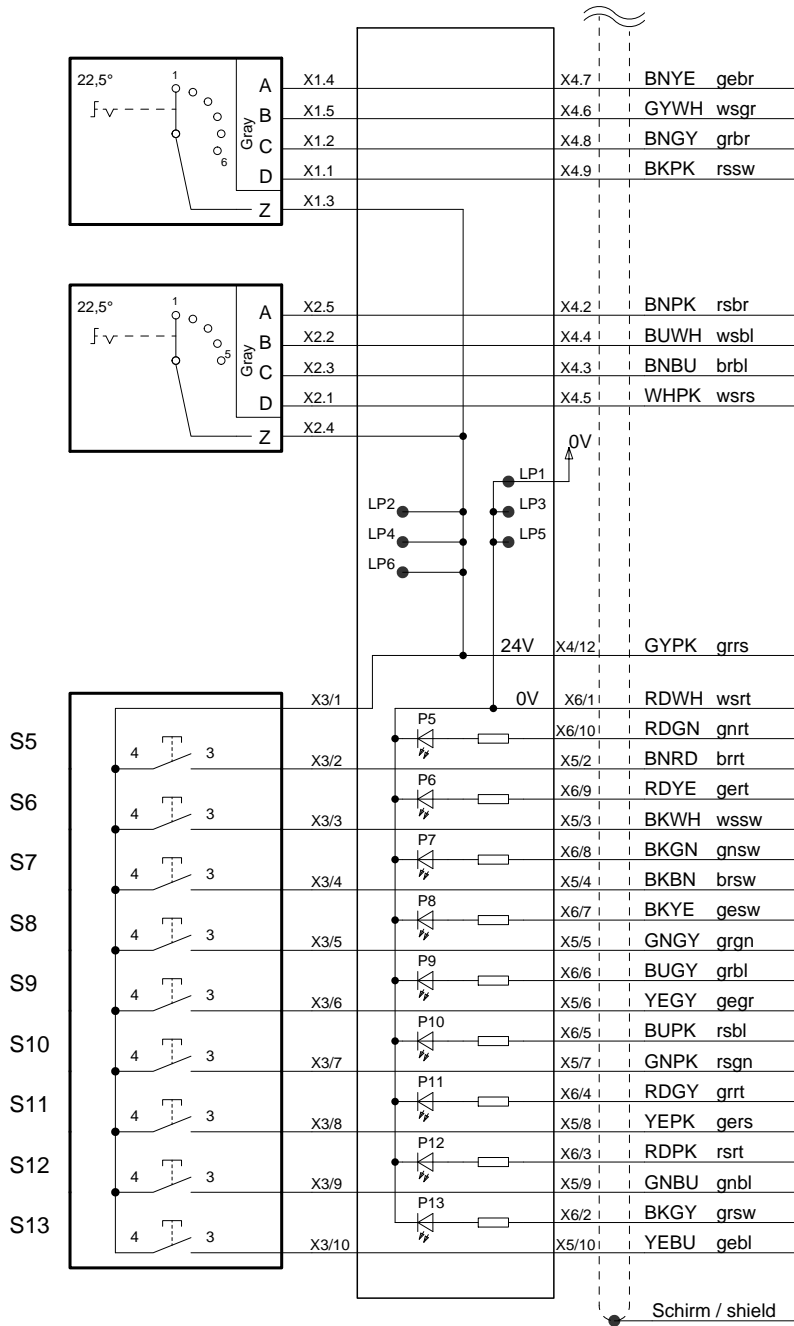 22,5° 1 6 Gray
A X1.4 X4.7 BNYE gebr
B X1.5 X4.6 GYWH wsgr
C X1.2 X4.8 BNGY grbr
D X1.1 X4.9 BKPK rssw
Z X1.3
22,5° 1 5 Gray
A X2.5 X4.2 BNPK rsbr
B X2.2 X4.4 BUWH wsbl
C X2.3 X4.3 BNBU brbl
D X2.1 X4.5 WHPK wsrs
Z X2.4
0V
LP1
LP2 LP3
LP4 LP5
LP6
24V X4/12 GYPK grrs
X3/1 0V X6/1 RDWH wsrt
S5 P5 X6/10 RDGN gnrt
4 3 X3/2 X5/2 BNRD brrt
S6 P6 X6/9 RDYE gert
4 3 X3/3 X5/3 BKWH wssw
S7 P7 X6/8 BKGN gnsw
4 3 X3/4 X5/4 BKBN brsw
S8 P8 X6/7 BKYE gesw
4 3 X3/5 X5/5 GNGY grgn
S9 P9 X6/6 BUGY grbl
4 3 X3/6 X5/6 YEGY gegr
S10 P10 X6/5 BUPK rsbl
4 3 X3/7 X5/7 GNPK rsgn
S11 P11 X6/4 RDGY grrt
4 3 X3/8 X5/8 YEPK gers
S12 P12 X6/3 RDPK rsrt
4 3 X3/9 X5/9 GNBU gnbl
S13 P13 X6/2 BKGY grsw
4 3 X3/10 X5/10 YEBU gebl
Schirm / shield